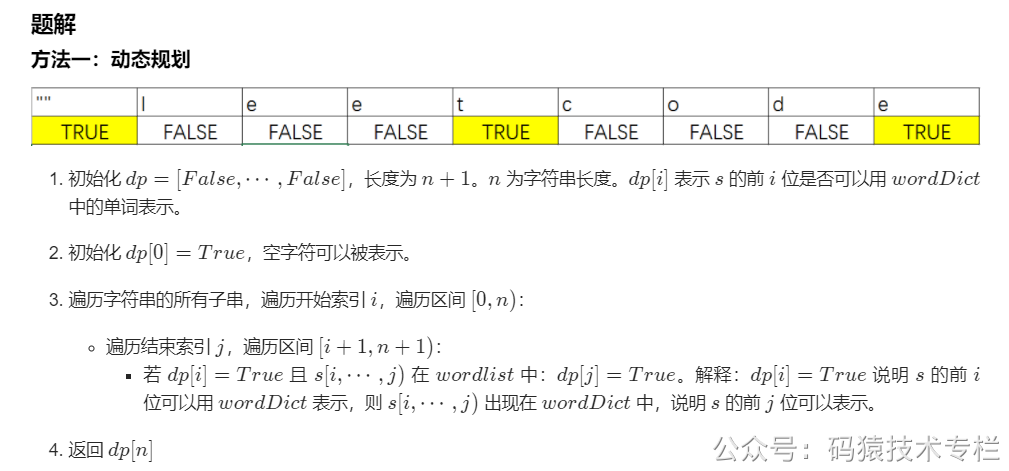 题解
方法一：动态规划
"" l e e t c o d e
TRUE FALSE FALSE FALSE TRUE FALSE FALSE FALSE TRUE
1. 初始化 dp = [False, ⋯ , False]，长度为 n + 1。n 为字符串长度。dp[i] 表示 s 的前 i 位是否可以用 wordDict
中的单词表示。
2. 初始化 dp[0] = True，空字符可以被表示。
3. 遍历字符串的所有子串，遍历开始索引 i，遍历区间 [0, n)：
◦ 遍历结束索引 j，遍历区间 [i + 1, n + 1)：
▪ 若 dp[i] = True 且 s[i, ⋯ , j) 在 wordlist 中：dp[j] = True。解释：dp[i] = True 说明 s 的前 i
位可以用 wordDict 表示，则 s[i, ⋯ , j) 出现在 wordDict 中，说明 s 的前 j 位可以表示。
4. 返回 dp[n]
公众号：码猿技术专栏